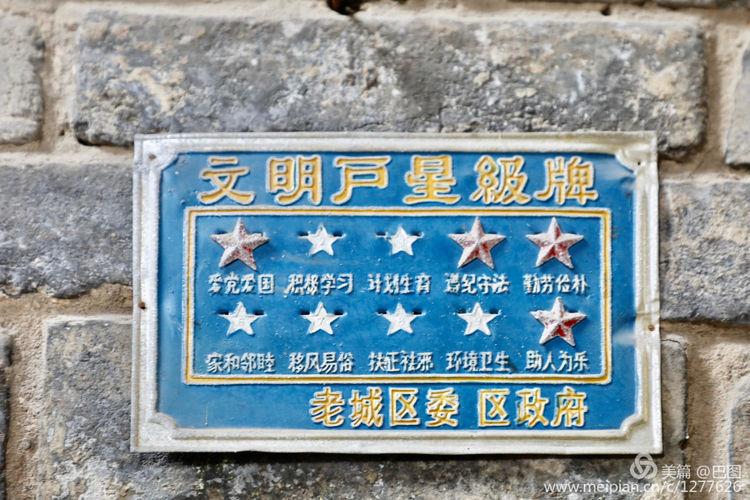 文明户星级牌
爱党爱国 积极学习 计划生育 遵纪守法 勤劳俭朴
家和邻睦 移风易俗 扶正祛邪 环境卫生 助人为乐
老城区委 区政府
美篇 @巴图
www.meipian.cn/c/1277626